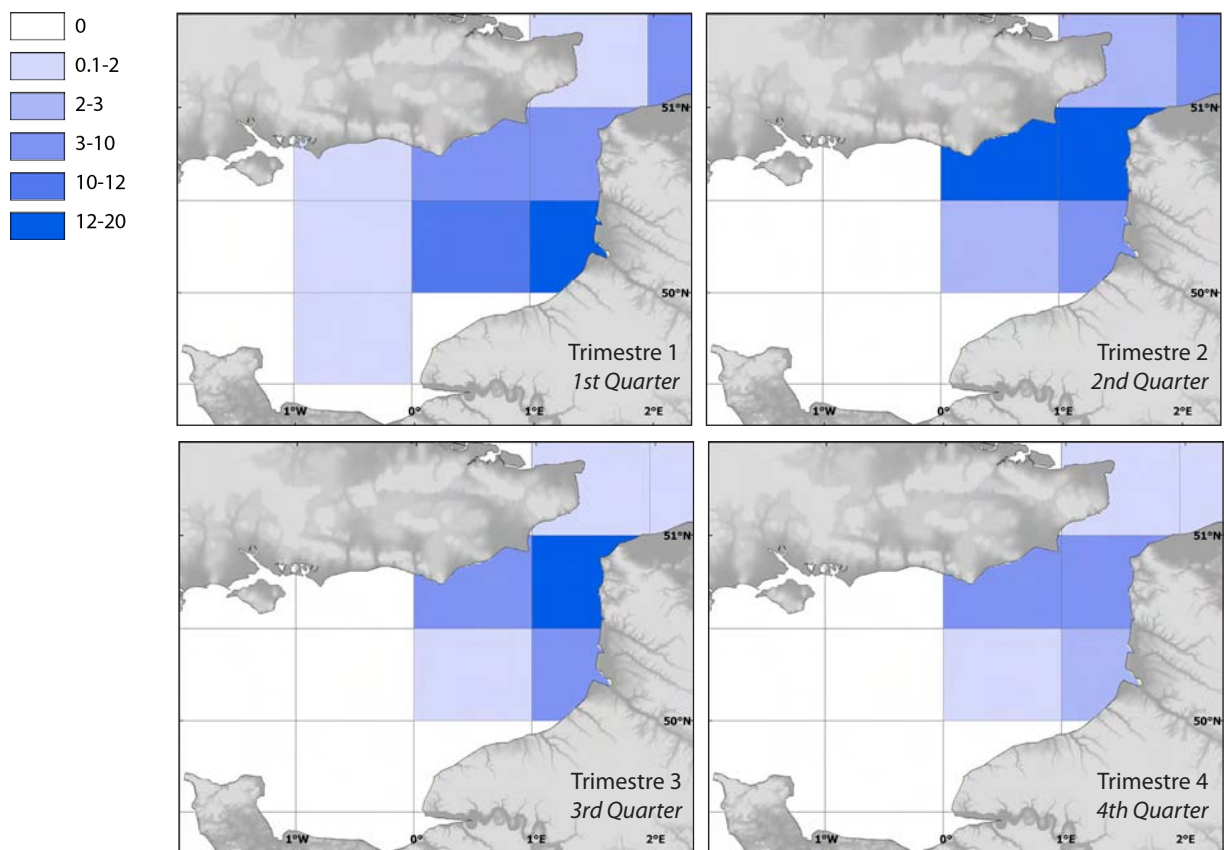 0
0.1-2
2-3
3-10
10-12
12-20
51°N
50°N
Trimestre 1
1st Quarter
1°W
0°
1°E
2°E
51°N
50°N
Trimestre 2
2nd Quarter
1°W
0°
1°E
2°E
51°N
50°N
Trimestre 3
3rd Quarter
1°W
0°
1°E
2°E
51°N
50°N
Trimestre 4
4th Quarter
1°W
0°
1°E
2°E